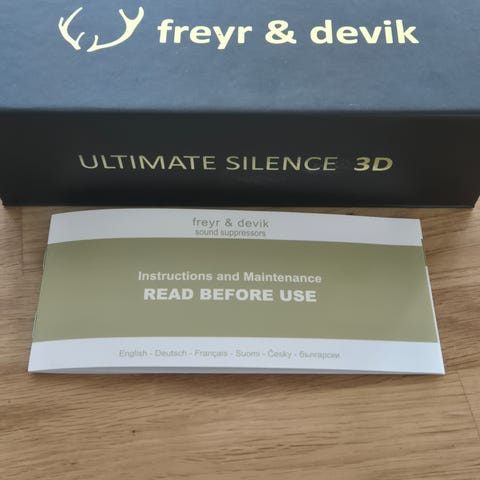 freyr & devik
ULTIMATE SILENCE 3D
freyr & devik
sound suppressors
Instructions and Maintenance
READ BEFORE USE
English - Deutsch - Français - Suomi - Česky - български